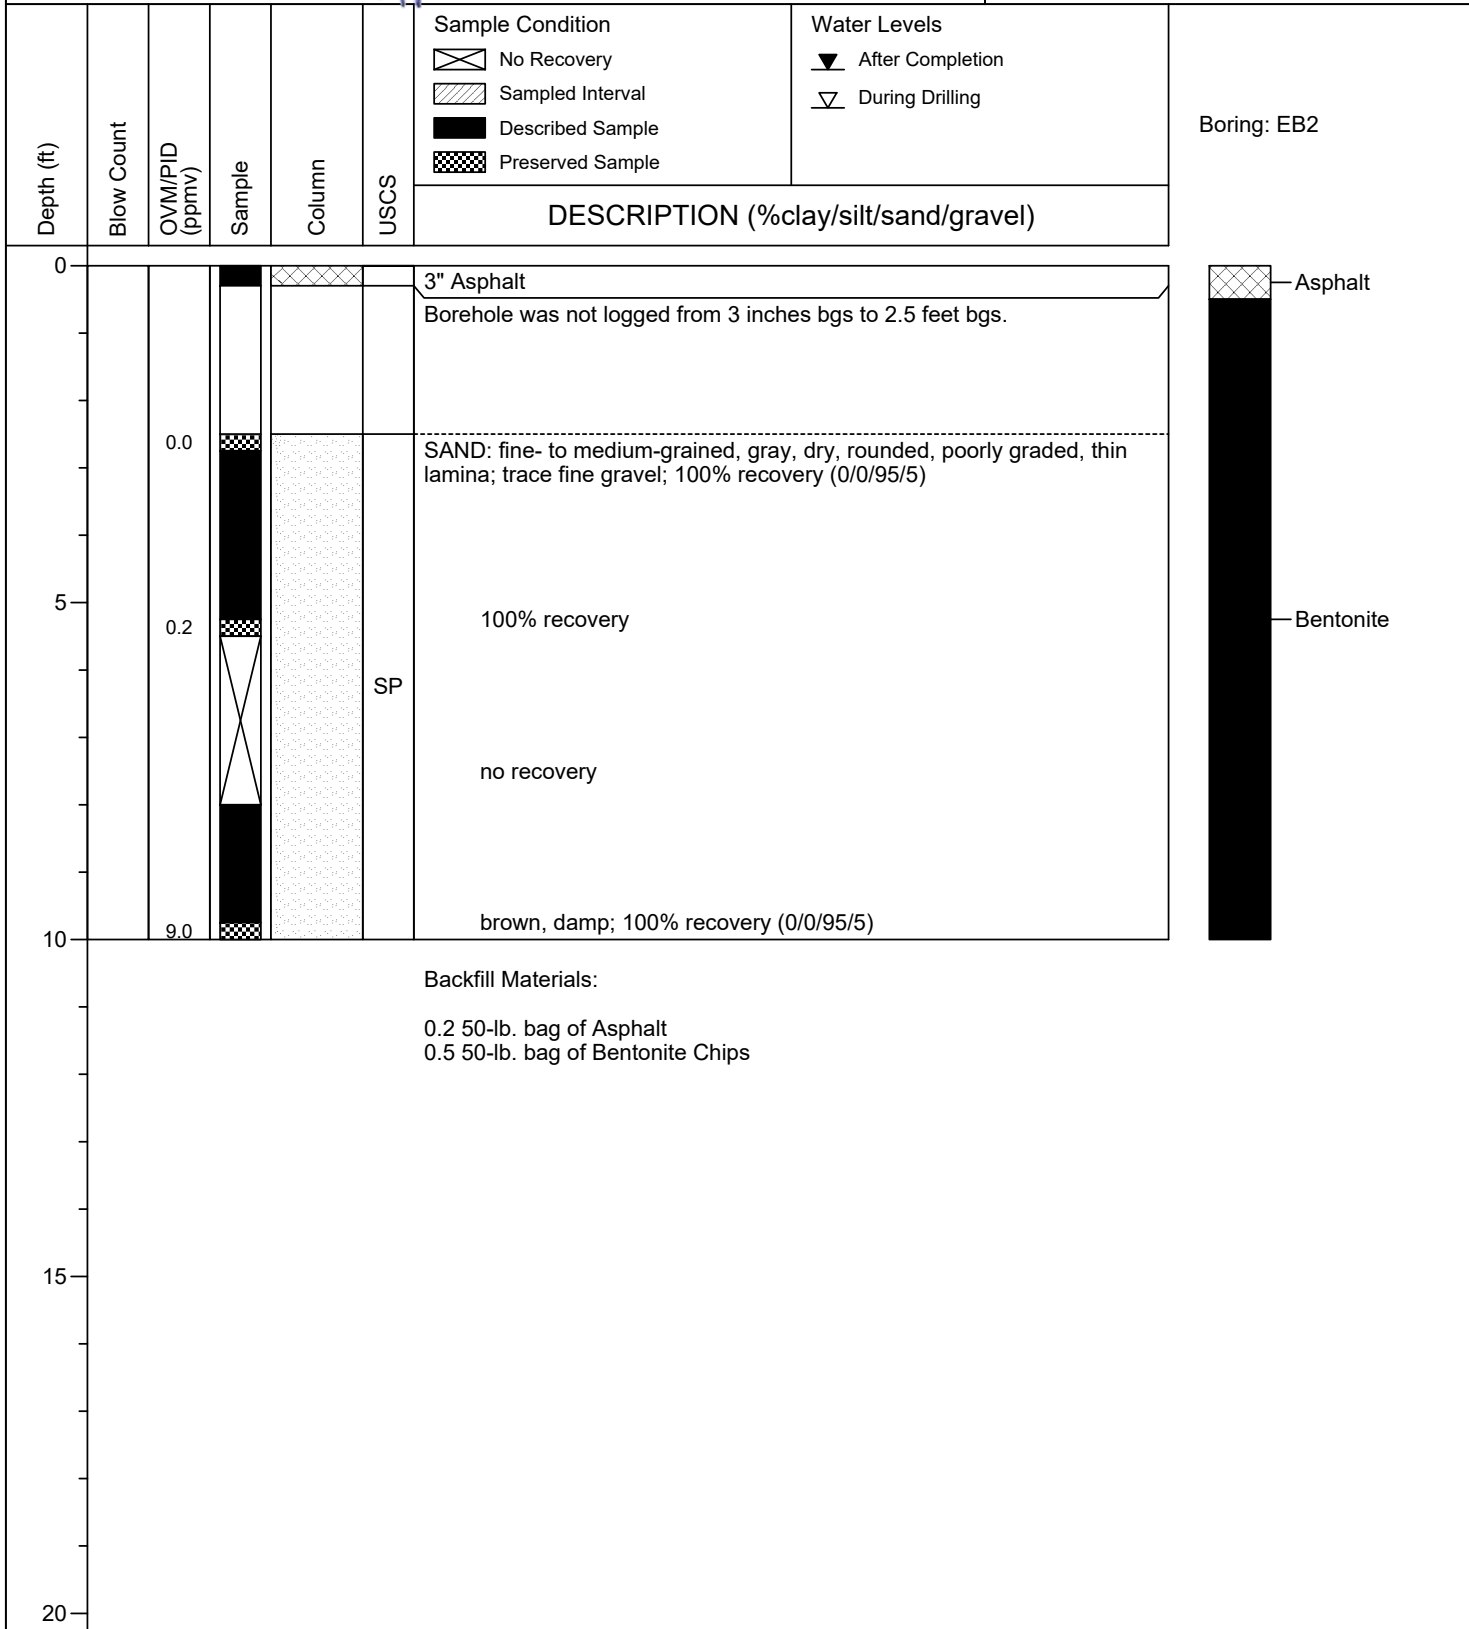 Sample Condition
No Recovery
Sampled Interval
Described Sample
Preserved Sample
Water Levels
After Completion
During Drilling
Boring: EB2
Depth (ft)
Blow Count
OVM/PID
(ppmv)
Sample
Column
USCS
DESCRIPTION (%clay/silt/sand/gravel)
0
3" Asphalt
Asphalt
Borehole was not logged from 3 inches bgs to 2.5 feet bgs.
0.0
SAND: fine- to medium-grained, gray, dry, rounded, poorly graded, thin
lamina; trace fine gravel; 100% recovery (0/0/95/5)
5
0.2
100% recovery
Bentonite
SP
no recovery
9.0
brown, damp; 100% recovery (0/0/95/5)
10
Backfill Materials:
0.2 50-lb. bag of Asphalt
0.5 50-lb. bag of Bentonite Chips
15
20